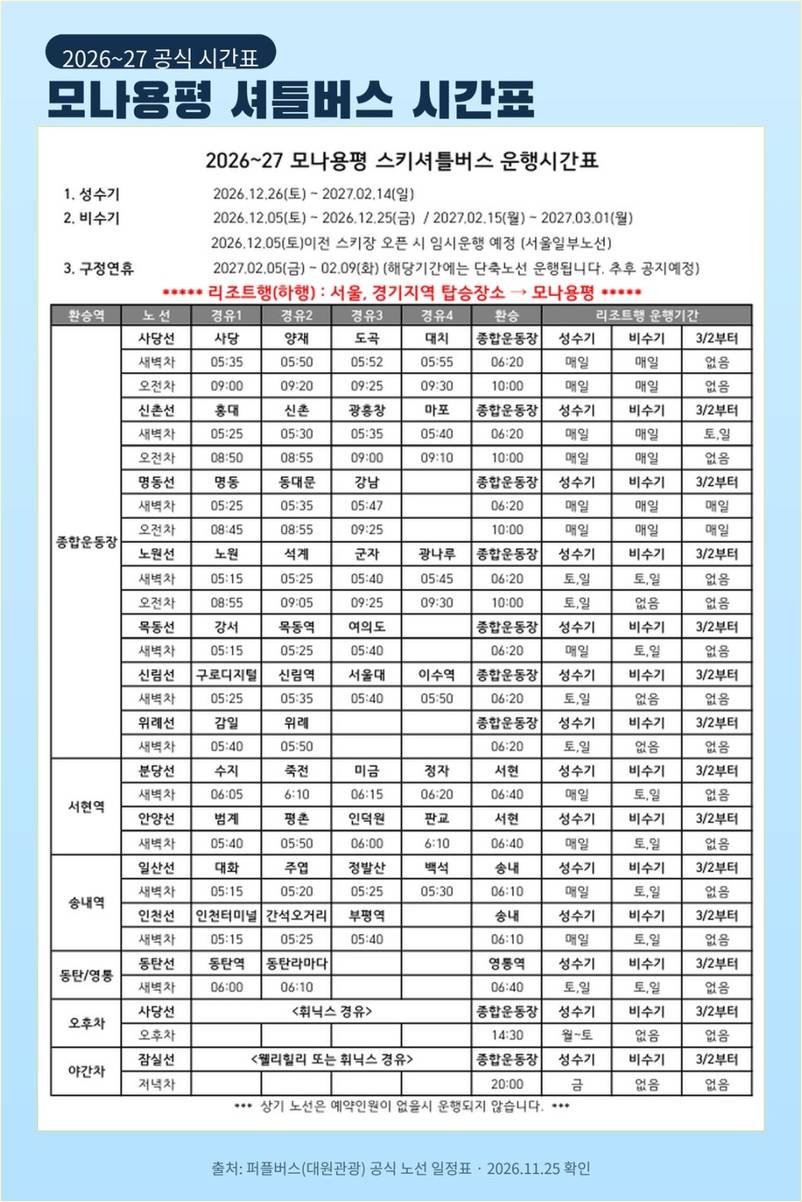 2026~27 공식 시간표
모나용평 셔틀버스 시간표
2026~27 모나용평 스키셔틀버스 운행시간표
1. 성수기 2026.12.26(토) ~ 2027.02.14(일)
2. 비수기 2026.12.05(토) ~ 2026.12.25(금) / 2027.02.15(월) ~ 2027.03.01(월)
2026.12.05(토)이전 스키장 오픈 시 임시운행 예정 (서울일부노선)
3. 구정연휴 2027.02.05(금) ~ 02.09(화) (해당기간에는 단축노선 운행됩니다. 추후 공지예정)
***** 리조트행(하행) : 서울, 경기지역 탑승장소 → 모나용평 *****
환승역 노 선 경유1 경유2 경유3 경유4 환승 리조트행 운행기간
사당선 사당 양재 도곡 대치 종합운동장 성수기 비수기 3/2부터
새벽차 05:35 05:50 05:52 05:55 06:20 매일 매일 없음
오전차 09:00 09:20 09:25 09:30 10:00 매일 매일 없음
신촌선 홍대 신촌 광흥창 마포 종합운동장 성수기 비수기 3/2부터
새벽차 05:25 05:30 05:35 05:40 06:20 매일 매일 토,일
오전차 08:50 08:55 09:00 09:10 10:00 매일 매일 없음
명동선 명동 동대문 강남 종합운동장 성수기 비수기 3/2부터
새벽차 05:25 05:35 05:47 06:20 매일 매일 매일
오전차 08:45 08:55 09:25 10:00 매일 매일 매일
종합운동장
노원선 노원 석계 군자 광나루 종합운동장 성수기 비수기 3/2부터
새벽차 05:15 05:25 05:40 05:45 06:20 토,일 토,일 없음
오전차 08:55 09:05 09:25 09:30 10:00 토,일 없음 없음
목동선 강서 목동역 여의도 종합운동장 성수기 비수기 3/2부터
새벽차 05:15 05:25 05:40 06:20 매일 토,일 없음
신림선 구로디지털 신림역 서울대 이수역 종합운동장 성수기 비수기 3/2부터
새벽차 05:25 05:35 05:40 05:50 06:20 토,일 없음 없음
위례선 감일 위례 종합운동장 성수기 비수기 3/2부터
새벽차 05:40 05:50 06:20 토,일 없음 없음
서현역
분당선 수지 죽전 미금 정자 서현 성수기 비수기 3/2부터
새벽차 06:05 6:10 06:15 06:20 06:40 매일 토,일 없음
안양선 범계 평촌 인덕원 판교 서현 성수기 비수기 3/2부터
새벽차 05:40 05:50 06:00 6:10 06:40 매일 토,일 없음
송내역
일산선 대화 주엽 정발산 백석 송내 성수기 비수기 3/2부터
새벽차 05:15 05:20 05:25 05:30 06:10 매일 토,일 없음
인천선 인천터미널 간석오거리 부평역 송내 성수기 비수기 3/2부터
새벽차 05:15 05:25 05:40 06:10 매일 토,일 없음
동탄/영통
동탄선 동탄역 동탄라마다 영통역 성수기 비수기 3/2부터
새벽차 06:00 06:10 06:40 토,일 토,일 없음
오후차
사당선 <휘닉스 경유> 종합운동장 성수기 비수기 3/2부터
오후차 14:30 월~토 없음 없음
야간차
잠실선 <웰리힐리 또는 휘닉스 경유> 종합운동장 성수기 비수기 3/2부터
저녁차 20:00 금 없음 없음
*** 상기 노선은 예약인원이 없을시 운행되지 않습니다. ***
출처: 퍼플버스(대원관광) 공식 노선 일정표 · 2026.11.25 확인